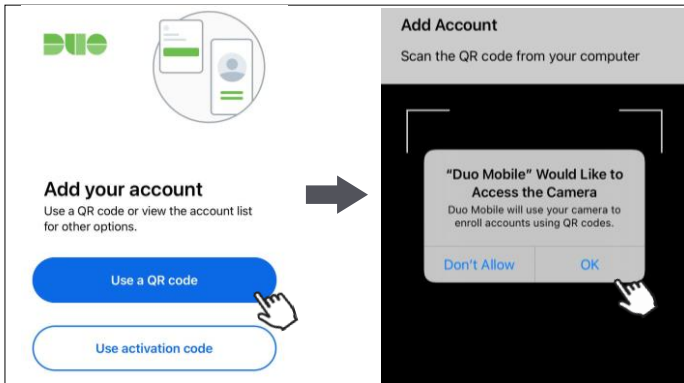 DUO
Add your account
Use a QR code or view the account list
for other options.
Use a QR code
Use activation code
Add Account
Scan the QR code from your computer
“Duo Mobile” Would Like to
Access the Camera
Duo Mobile will use your camera to
enroll accounts using QR codes.
Don't Allow
OK